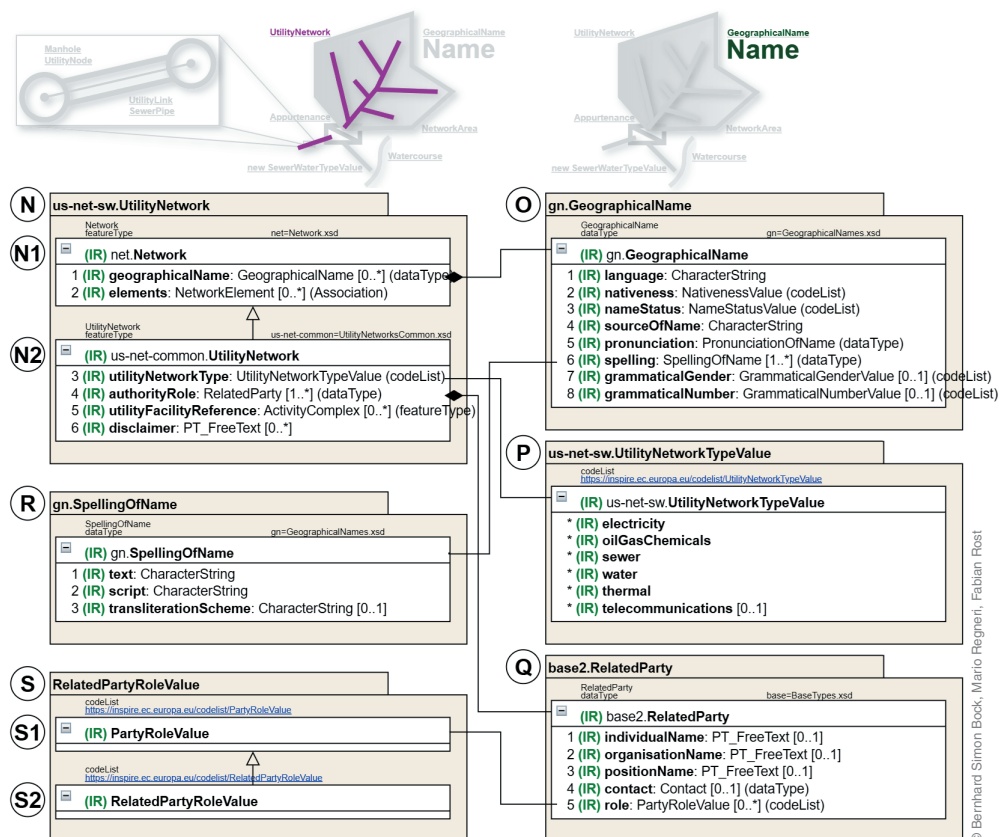 Manhole
UtilityNode
UtilityLink
SewerPipe
UtilityNetwork
GeographicalName
Name
Appurtenance
NetworkArea
Watercourse
new SewerWaterTypeValue
UtilityNetwork
GeographicalName
Name
Appurtenance
NetworkArea
Watercourse
new SewerWaterTypeValue
N
us-net-sw.UtilityNetwork
N1
Network
featureType net=Network.xsd
(IR) net.Network
1 (IR) geographicalName: GeographicalName [0..*] (dataType)
2 (IR) elements: NetworkElement [0..*] (Association)
N2
UtilityNetwork
featureType us-net-common=UtilityNetworksCommon.xsd
(IR) us-net-common.UtilityNetwork
3 (IR) utilityNetworkType: UtilityNetworkTypeValue (codeList)
4 (IR) authorityRole: RelatedParty [1..*] (dataType)
5 (IR) utilityFacilityReference: ActivityComplex [0..*] (featureType)
6 (IR) disclaimer: PT_FreeText [0..*]
O
gn.GeographicalName
GeographicalName
dataType gn=GeographicalNames.xsd
(IR) gn.GeographicalName
1 (IR) language: CharacterString
2 (IR) nativeness: NativenessValue (codeList)
3 (IR) nameStatus: NameStatusValue (codeList)
4 (IR) sourceOfName: CharacterString
5 (IR) pronunciation: PronunciationOfName (dataType)
6 (IR) spelling: SpellingOfName [1..*] (dataType)
7 (IR) grammaticalGender: GrammaticalGenderValue [0..1] (codeList)
8 (IR) grammaticalNumber: GrammaticalNumberValue [0..1] (codeList)
P
us-net-sw.UtilityNetworkTypeValue
codeList
https://inspire.ec.europa.eu/codelist/UtilityNetworkTypeValue
(IR) us-net-sw.UtilityNetworkTypeValue
* (IR) electricity
* (IR) oilGasChemicals
* (IR) sewer
* (IR) water
* (IR) thermal
* (IR) telecommunications [0..1]
R
gn.SpellingOfName
SpellingOfName
dataType gn=GeographicalNames.xsd
(IR) gn.SpellingOfName
1 (IR) text: CharacterString
2 (IR) script: CharacterString
3 (IR) transliterationScheme: CharacterString [0..1]
Q
base2.RelatedParty
RelatedParty
dataType base=BaseTypes.xsd
(IR) base2.RelatedParty
1 (IR) individualName: PT_FreeText [0..1]
2 (IR) organisationName: PT_FreeText [0..1]
3 (IR) positionName: PT_FreeText [0..1]
4 (IR) contact: Contact [0..1] (dataType)
5 (IR) role: PartyRoleValue [0..*] (codeList)
S
RelatedPartyRoleValue
S1
codeList
https://inspire.ec.europa.eu/codelist/PartyRoleValue
(IR) PartyRoleValue
S2
codeList
https://inspire.ec.europa.eu/codelist/RelatedPartyRoleValue
(IR) RelatedPartyRoleValue
© Bernhard Simon Bock, Mario Regneri, Fabian Rost